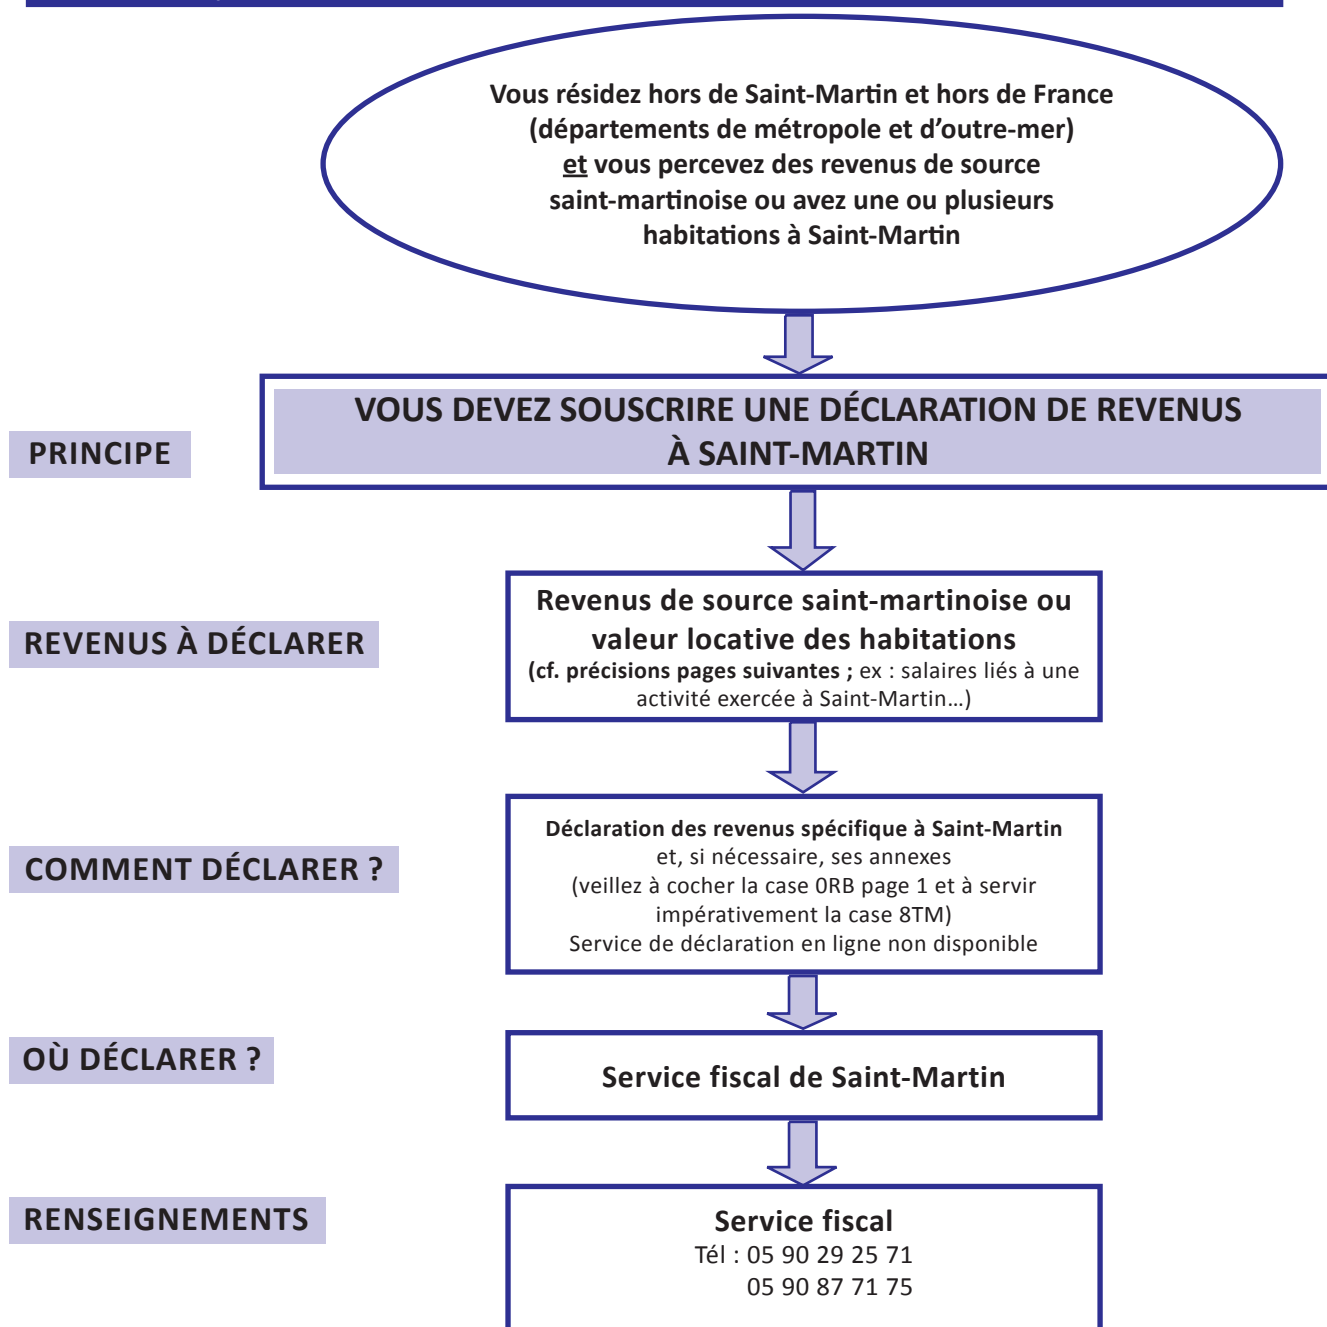 Vous résidez hors de Saint-Martin et hors de France
(départements de métropole et d'outre-mer)
et vous percevez des revenus de source
saint-martinoise ou avez une ou plusieurs
habitations à Saint-Martin
PRINCIPE
VOUS DEVEZ SOUSCRIRE UNE DÉCLARATION DE REVENUS
À SAINT-MARTIN
REVENUS À DÉCLARER
Revenus de source saint-martinoise ou
valeur locative des habitations
(cf. précisions pages suivantes ; ex : salaires liés à une
activité exercée à Saint-Martin…)
COMMENT DÉCLARER ?
Déclaration des revenus spécifique à Saint-Martin
et, si nécessaire, ses annexes
(veillez à cocher la case 0RB page 1 et à servir
impérativement la case 8TM)
Service de déclaration en ligne non disponible
OÙ DÉCLARER ?
Service fiscal de Saint-Martin
RENSEIGNEMENTS
Service fiscal
Tél : 05 90 29 25 71
05 90 87 71 75